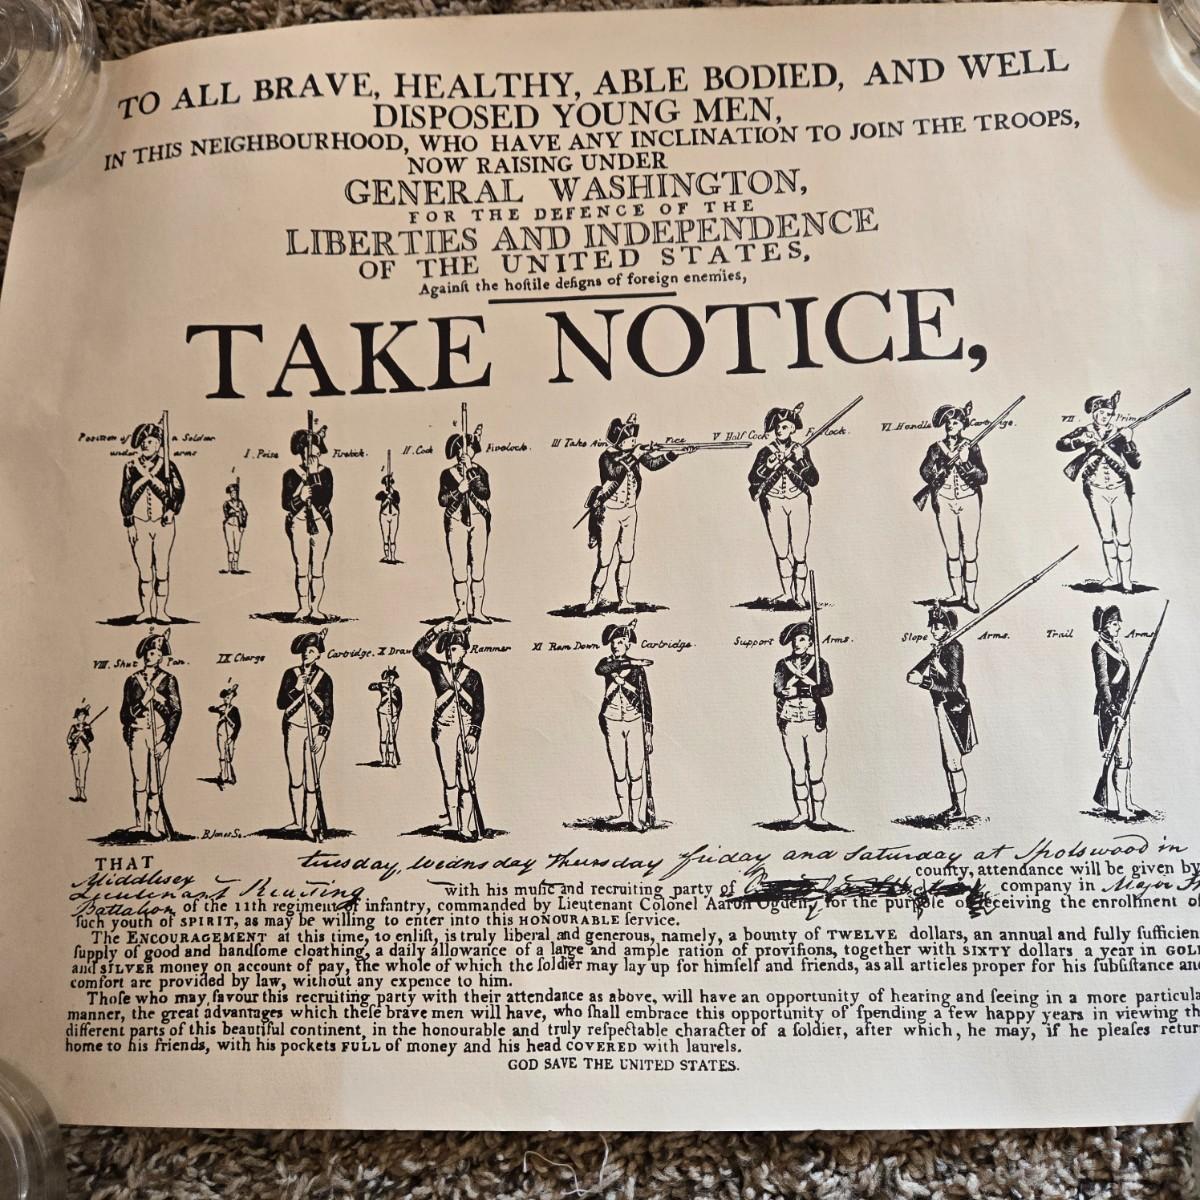 TO ALL BRAVE, HEALTHY, ABLE BODIED, AND WELL
DISPOSED YOUNG MEN,
IN THIS NEIGHBOURHOOD, WHO HAVE ANY INCLINATION TO JOIN THE TROOPS,
NOW RAISING UNDER
GENERAL WASHINGTON,
FOR THE DEFENCE OF THE
LIBERTIES AND INDEPENDENCE
OF THE UNITED STATES,
Againſt the hoſtile deſigns of foreign enemies,
TAKE NOTICE,
Position of a Soldier
under arms
I. Poise Firelock.
II. Cock Firelock.
III Take Aim Fire
V Half Cock Firelock.
VI. Handle Cartridge.
VII. Prime
VIII. Shut Pan.
IX Charge Cartridge.
X Draw Rammer
XI Ram Down Cartridge.
Support Arms.
Slope Arms.
Trail Arms
B. Jones Sc.
THAT tuesday, wednsday thursday friday and saturday at Spotswood in
Middlesex county, attendance will be given by
Lieutenant Reuiting with his muſic and recruiting party of company in Major
Battalion of the 11th regiment of infantry, commanded by Lieutenant Colonel Aaron Ogden, for the purpoſe of receiving the enrollment of
ſuch youth of SPIRIT, as may be willing to enter into this HONOURABLE ſervice.
The ENCOURAGEMENT at this time, to enliſt, is truly liberal and generous, namely, a bounty of TWELVE dollars, an annual and fully ſufficien
ſupply of good and handſome cloathing, a daily allowance of a large and ample ration of proviſions, together with SIXTY dollars a year in GOL
and SILVER money on account of pay, the whole of which the ſoldier may lay up for himſelf and friends, as all articles proper for his ſubſiſtance and
comfort are provided by law, without any expence to him.
Thoſe who may favour this recruiting party with their attendance as above, will have an opportunity of hearing and ſeeing in a more particula
manner, the great advantages which theſe brave men will have, who ſhall embrace this opportunity of ſpending a few happy years in viewing th
different parts of this beautiful continent, in the honourable and truly reſpectable character of a ſoldier, after which, he may, if he pleaſes retur
home to his friends, with his pockets FULL of money and his head COVERED with laurels.
GOD SAVE THE UNITED STATES.